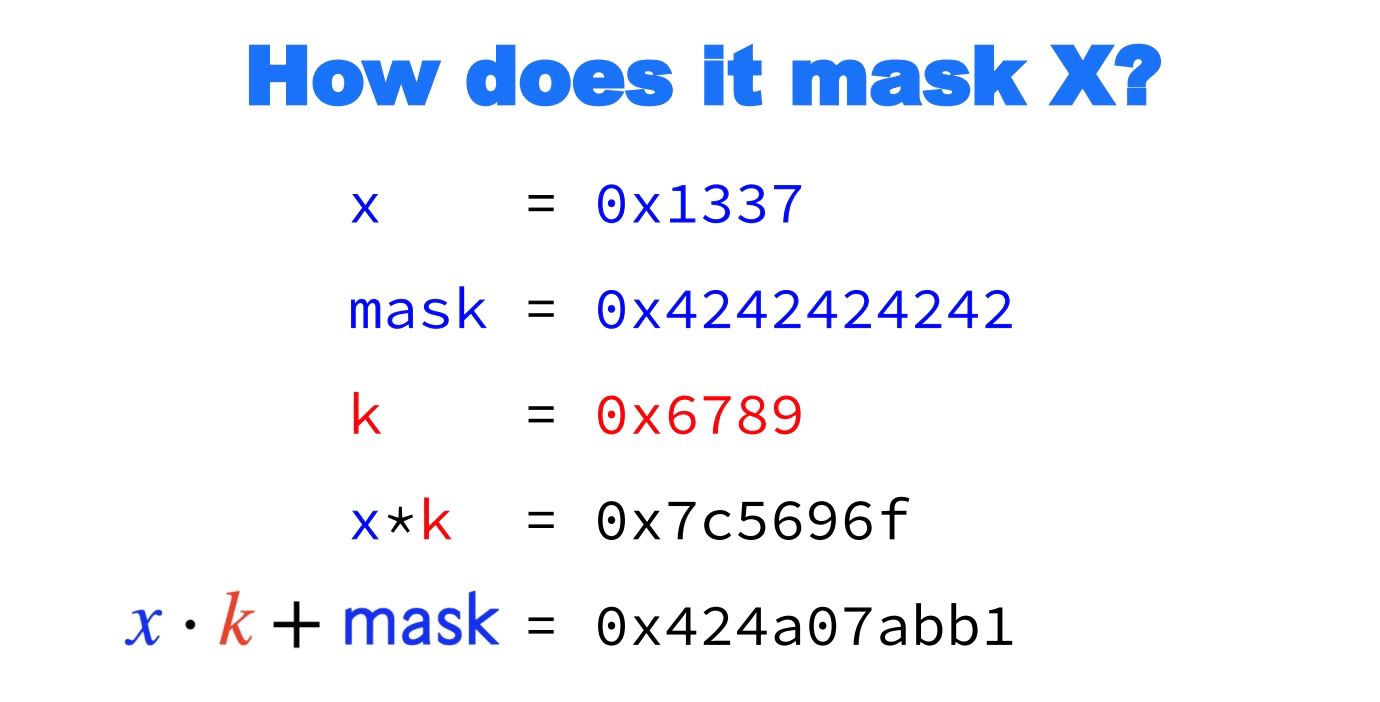 How does it mask X?
x = 0x1337
mask = 0x4242424242
k = 0x6789
x*k = 0x7c5696f
x · k + mask = 0x424a07abb1